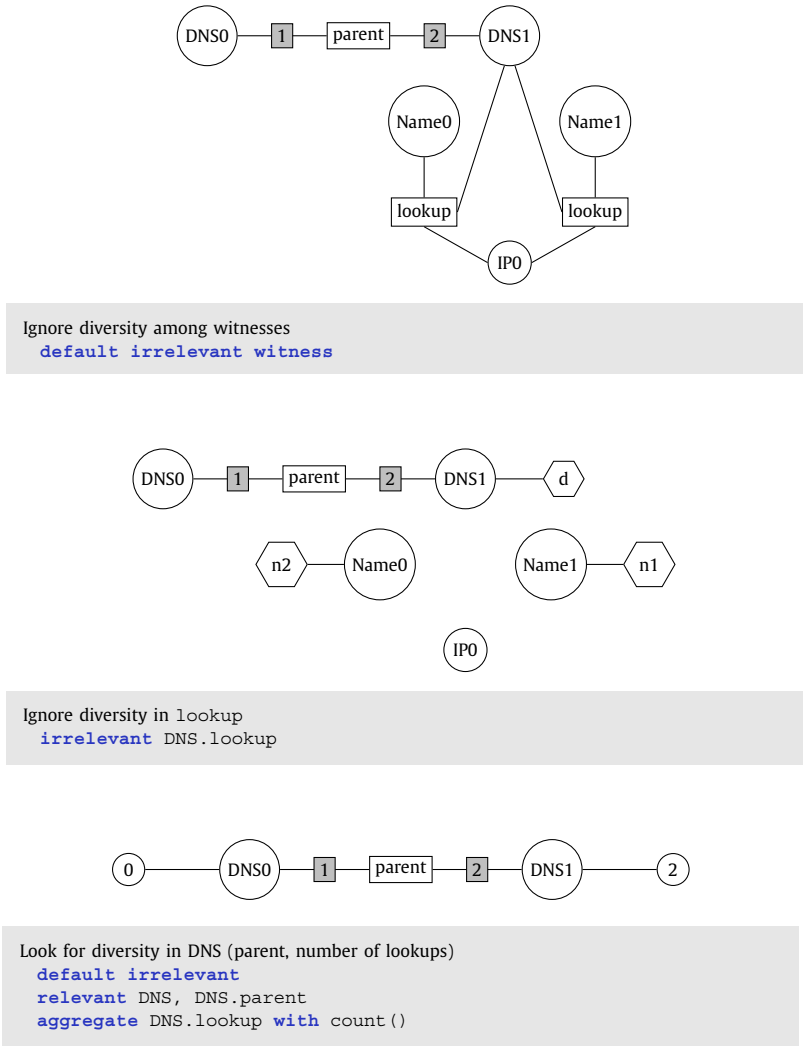 DNS0 1 parent 2 DNS1
Name0 Name1
lookup lookup
IP0
Ignore diversity among witnesses
default irrelevant witness
DNS0 1 parent 2 DNS1 d
n2 Name0 Name1 n1
IP0
Ignore diversity in lookup
irrelevant DNS.lookup
0 DNS0 1 parent 2 DNS1 2
Look for diversity in DNS (parent, number of lookups)
default irrelevant
relevant DNS, DNS.parent
aggregate DNS.lookup with count()